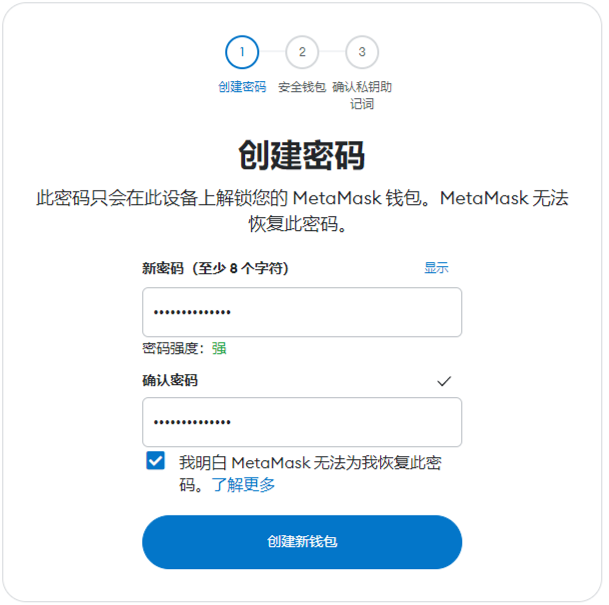 1 2 3
创建密码 安全钱包 确认私钥助
记词
创建密码
此密码只会在此设备上解锁您的 MetaMask 钱包。MetaMask 无法
恢复此密码。
新密码（至少 8 个字符） 显示
••••••••••••••
密码强度：强
确认密码
••••••••••••••
我明白 MetaMask 无法为我恢复此密
码。了解更多
创建新钱包